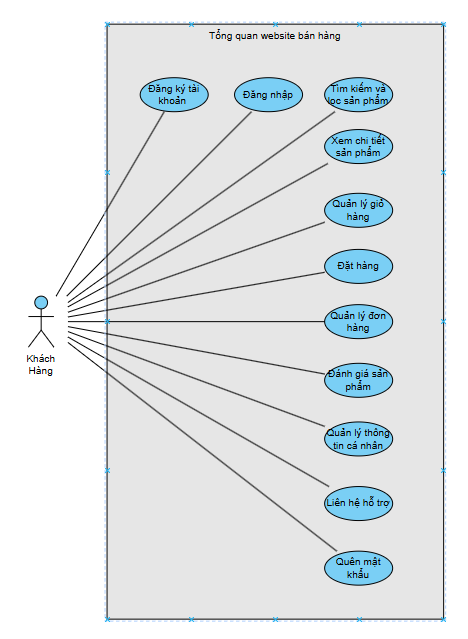 Tổng quan website bán hàng
Đăng ký tài
khoản
Đăng nhập
Tìm kiếm và
lọc sản phẩm
Xem chi tiết
sản phẩm
Quản lý giỏ
hàng
Đặt hàng
Quản lý đơn
hàng
Đánh giá sản
phẩm
Quản lý thông
tin cá nhân
Liên hệ hỗ trợ
Quên mật
khẩu
Khách
Hàng